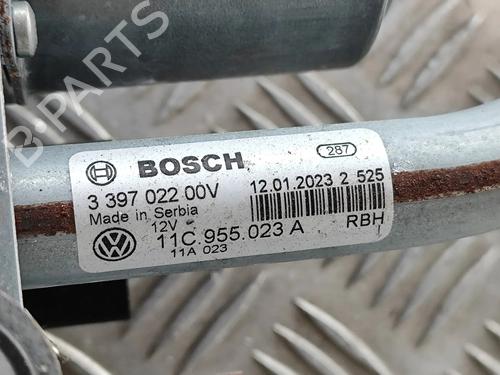 B-PARTS
BOSCH 287
3 397 022 00V 12.01.2023 2 525
Made in Serbia
12V
11C.955.023 A RBH
11A 023